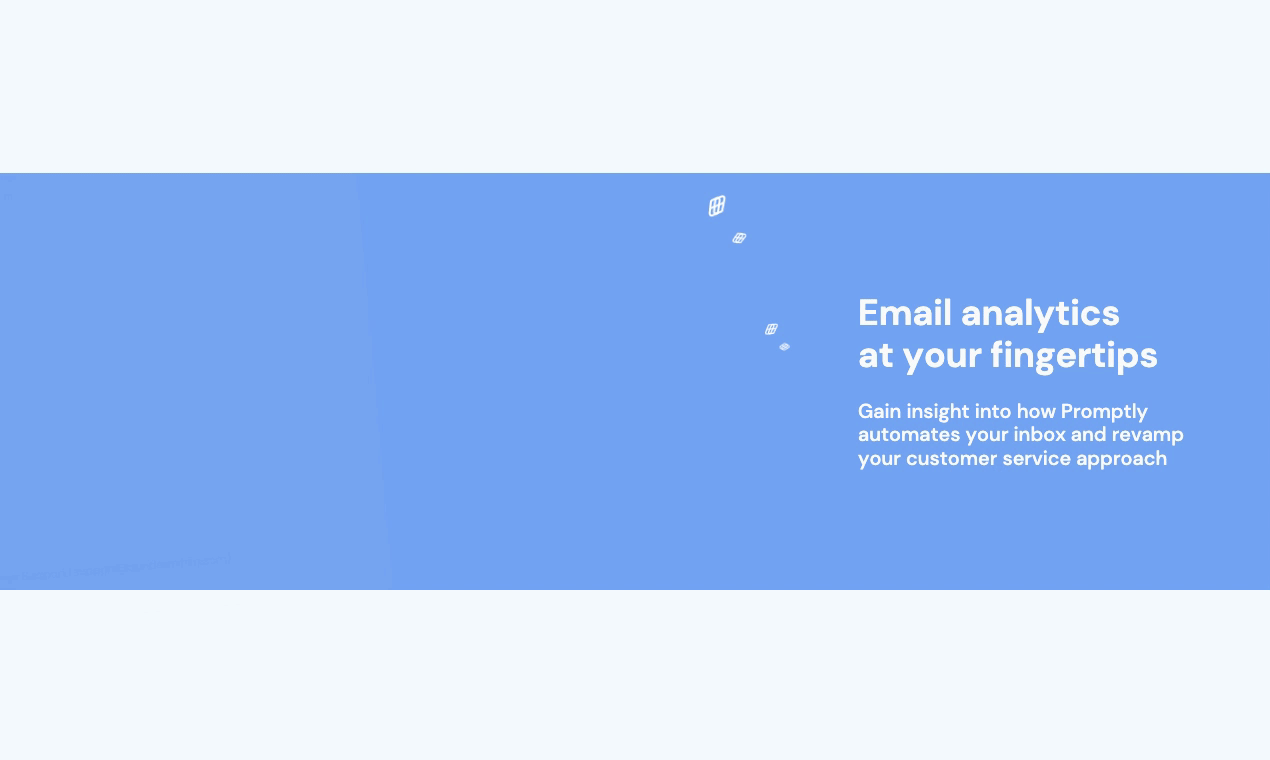 Email analytics
at your fingertips
Gain insight into how Promptly
automates your inbox and revamp
your customer service approach